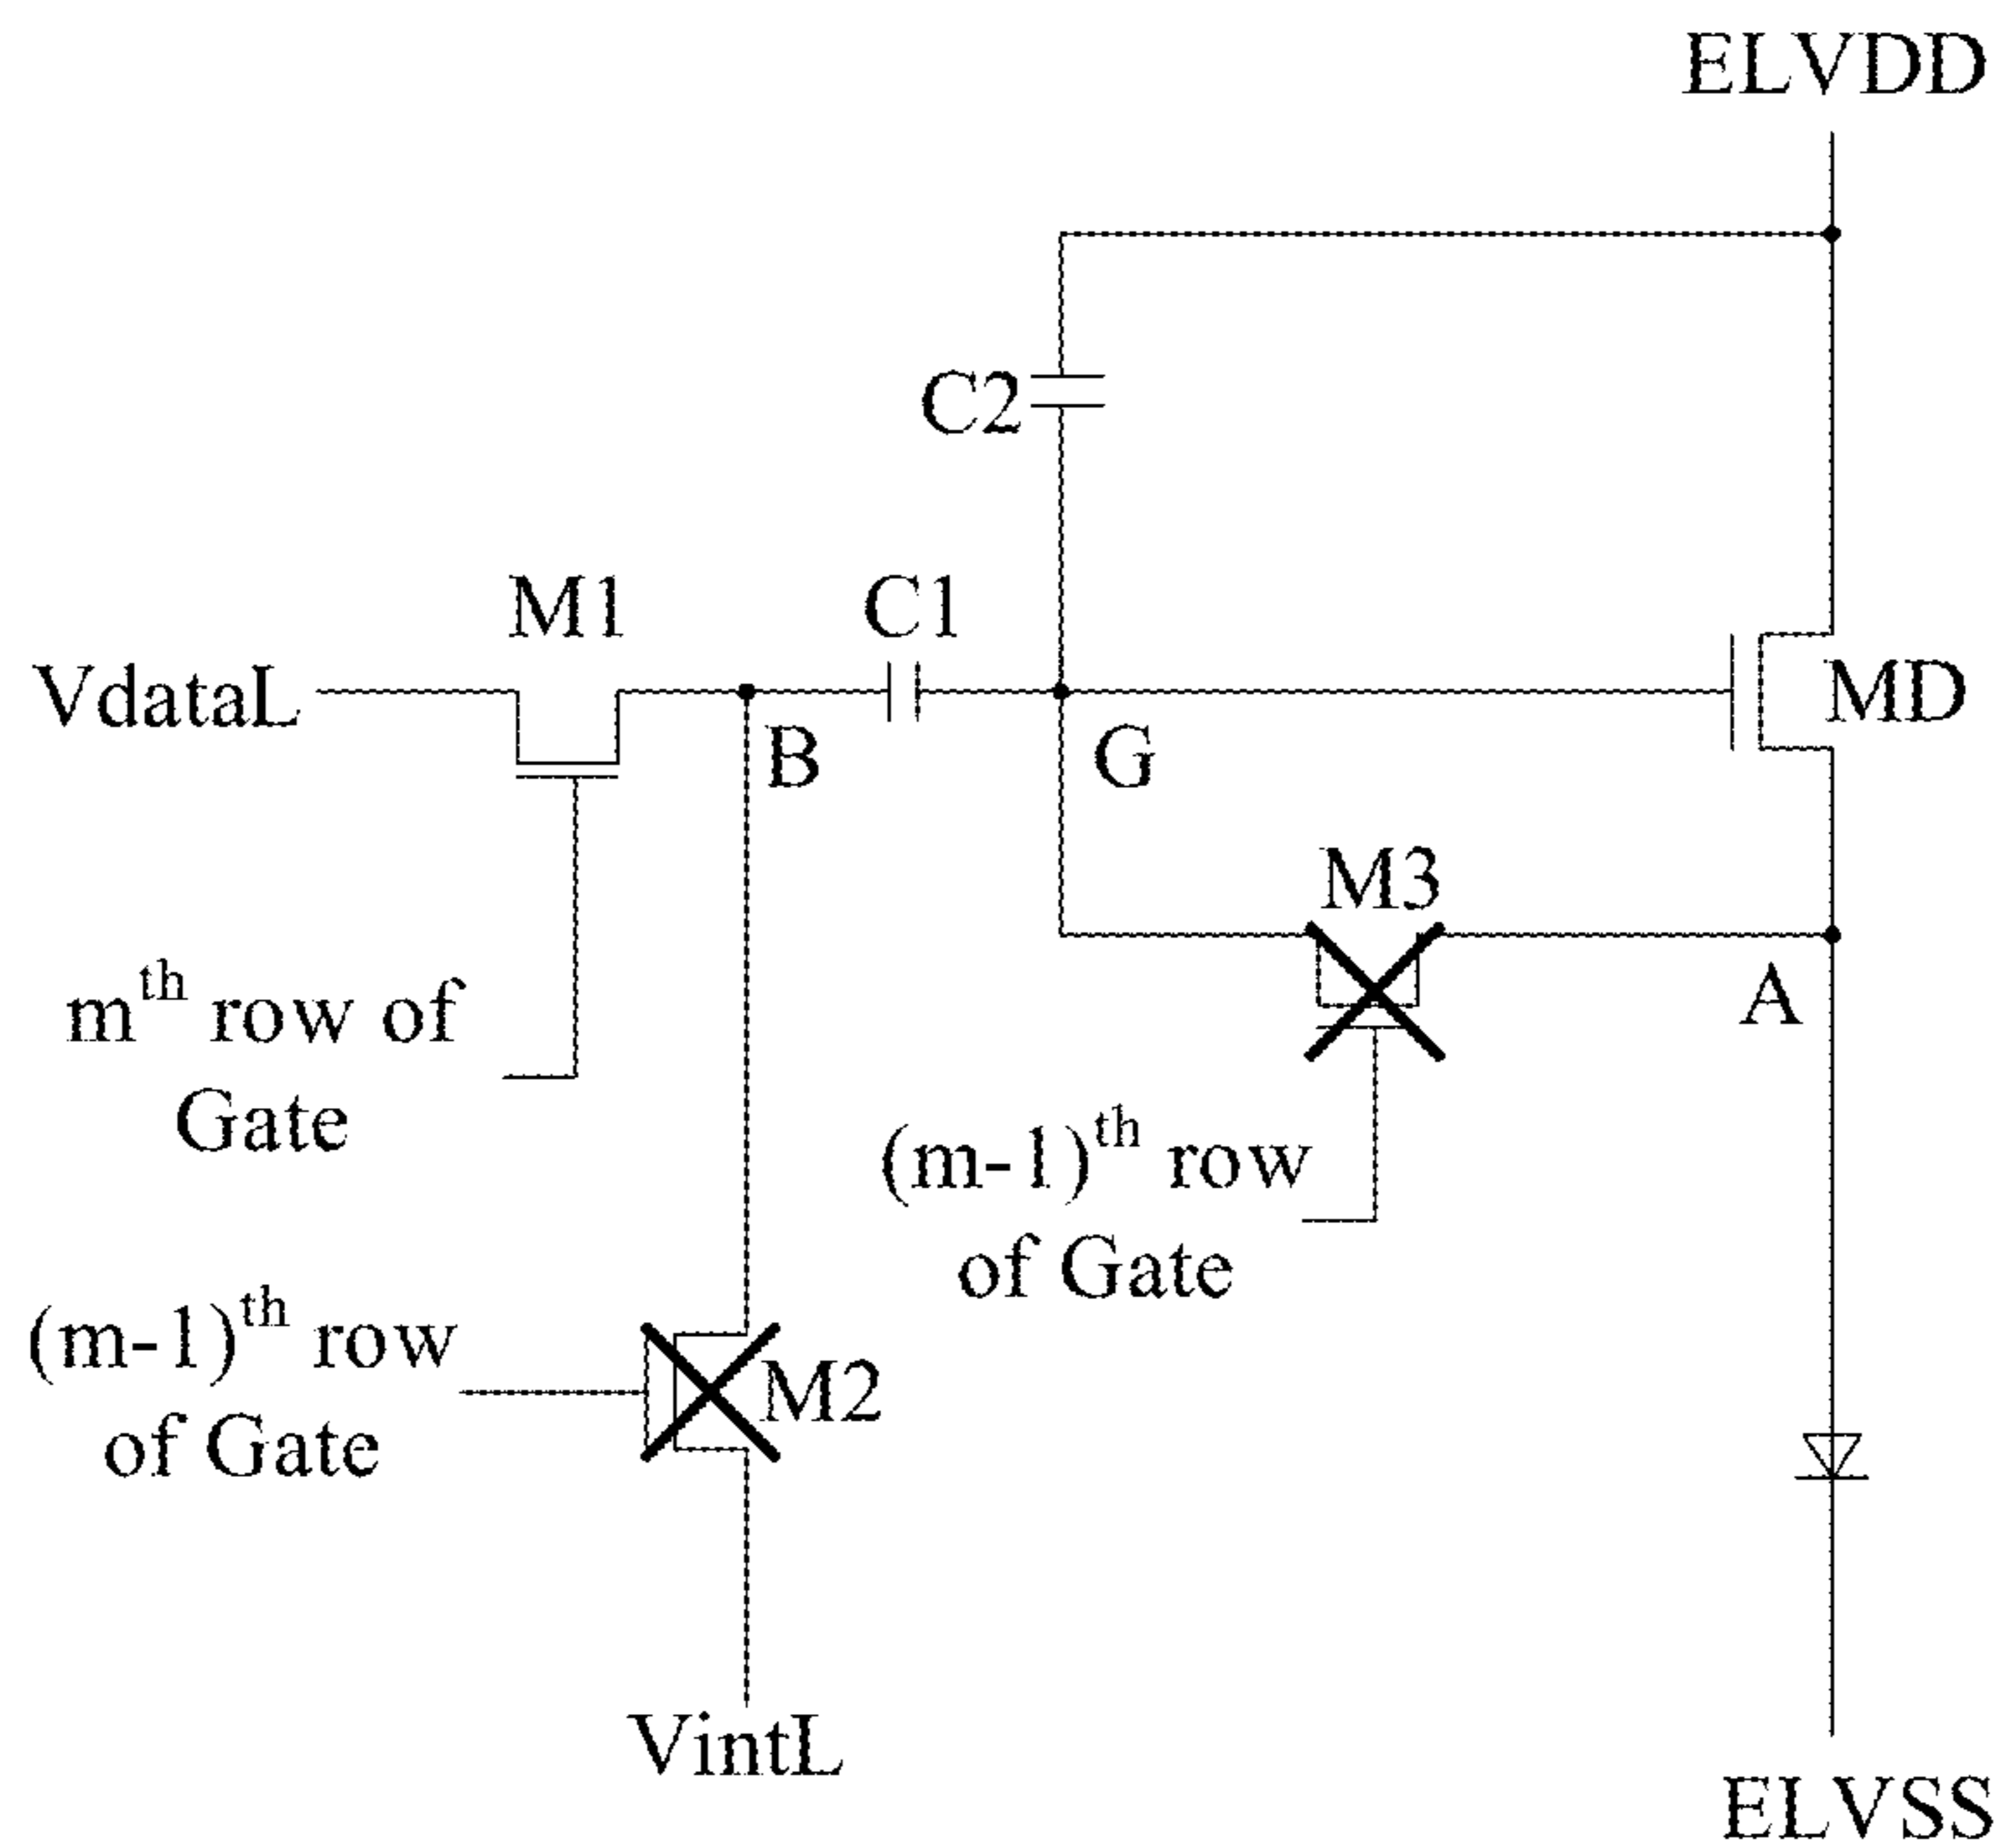 ELVDD
C2
M1
C1
VdataL
MD
B
G
M3
mth row of
Gate
A
(m-1)th row
of Gate
(m-1)th row
of Gate
M2
VintL
ELVSS